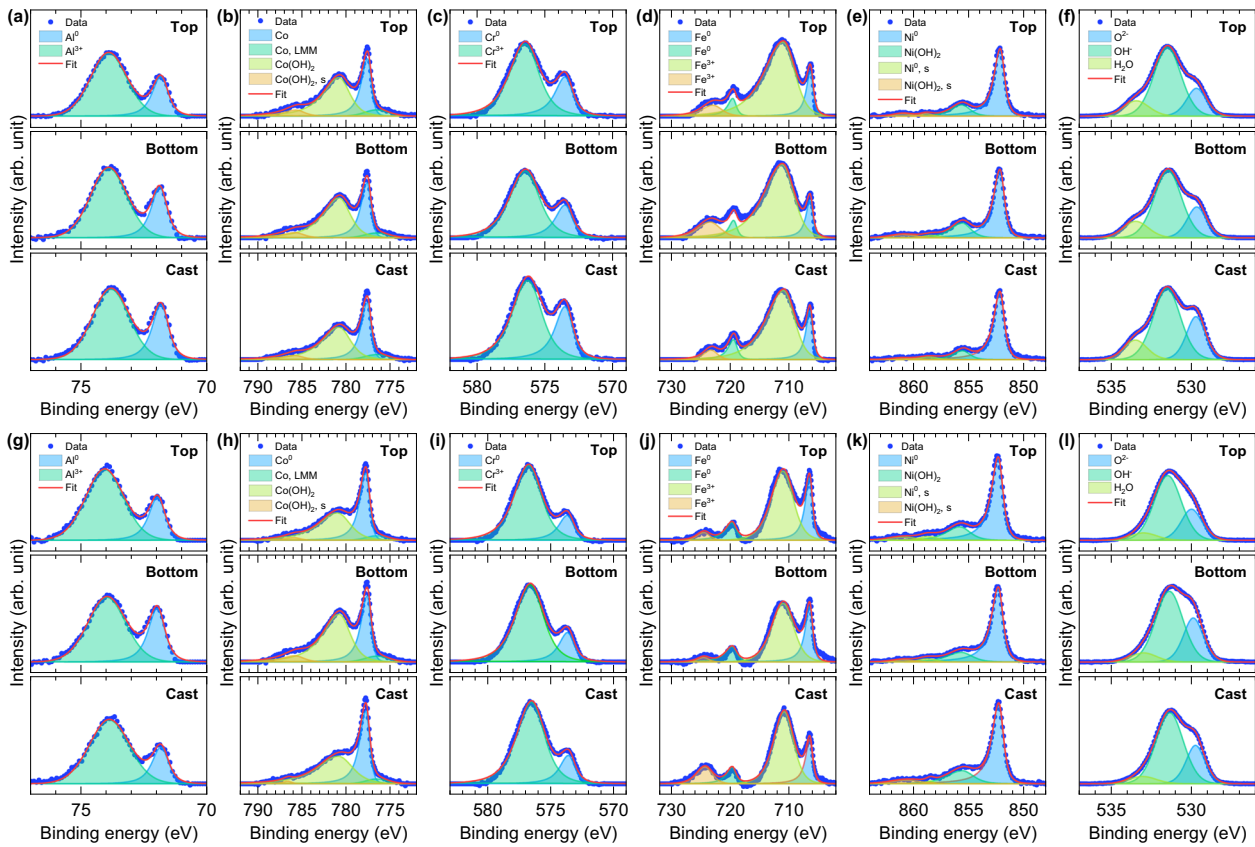 (a)
Data
Al⁰
Al³⁺
Fit
Top
Bottom
Cast
75
70
Binding energy (eV)
Intensity (arb. unit)
(b)
Data
Co
Co, LMM
Co(OH)₂
Co(OH)₂, s
Fit
Top
Bottom
Cast
790
785
780
775
Binding energy (eV)
Intensity (arb. unit)
(c)
Data
Cr⁰
Cr³⁺
Fit
Top
Bottom
Cast
580
575
570
Binding energy (eV)
Intensity (arb. unit)
(d)
Data
Fe⁰
Fe⁰
Fe³⁺
Fe³⁺
Fit
Top
Bottom
Cast
730
720
710
Binding energy (eV)
Intensity (arb. unit)
(e)
Data
Ni⁰
Ni(OH)₂
Ni⁰, s
Ni(OH)₂, s
Fit
Top
Bottom
Cast
860
855
850
Binding energy (eV)
Intensity (arb. unit)
(f)
Data
O²⁻
OH⁻
H₂O
Fit
Top
Bottom
Cast
535
530
Binding energy (eV)
Intensity (arb. unit)
(g)
Data
Al⁰
Al³⁺
Fit
Top
Bottom
Cast
75
70
Binding energy (eV)
Intensity (arb. unit)
(h)
Data
Co⁰
Co, LMM
Co(OH)₂
Co(OH)₂, s
Fit
Top
Bottom
Cast
790
785
780
775
Binding energy (eV)
Intensity (arb. unit)
(i)
Data
Cr⁰
Cr³⁺
Fit
Top
Bottom
Cast
580
575
570
Binding energy (eV)
Intensity (arb. unit)
(j)
Data
Fe⁰
Fe⁰
Fe³⁺
Fe³⁺
Fit
Top
Bottom
Cast
730
720
710
Binding energy (eV)
Intensity (arb. unit)
(k)
Data
Ni⁰
Ni(OH)₂
Ni⁰, s
Ni(OH)₂, s
Fit
Top
Bottom
Cast
860
855
850
Binding energy (eV)
Intensity (arb. unit)
(l)
Data
O²⁻
OH⁻
H₂O
Fit
Top
Bottom
Cast
535
530
Binding energy (eV)
Intensity (arb. unit)